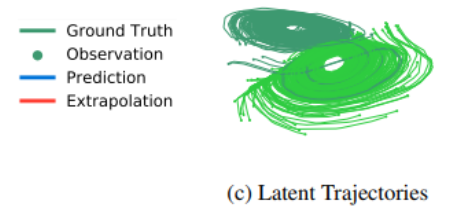 Ground Truth
Observation
Prediction
Extrapolation
(c) Latent Trajectories